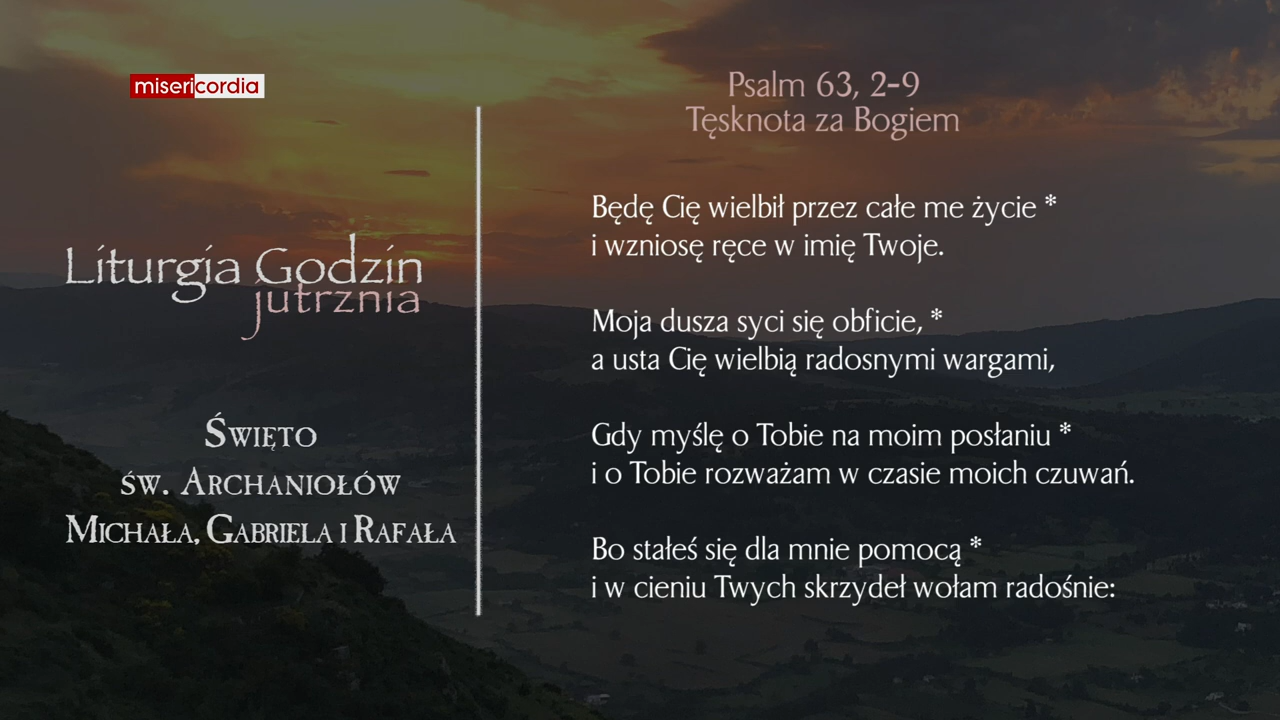 misericordia
Liturgia Godzin
jutrznia
Święto
św. Archaniołów
Michała, Gabriela i Rafała
Psalm 63, 2-9
Tęsknota za Bogiem
Będę Cię wielbił przez całe me życie *
i wzniosę ręce w imię Twoje.
Moja dusza syci się obficie, *
a usta Cię wielbią radosnymi wargami,
Gdy myślę o Tobie na moim posłaniu *
i o Tobie rozważam w czasie moich czuwań.
Bo stałeś się dla mnie pomocą *
i w cieniu Twych skrzydeł wołam radośnie: